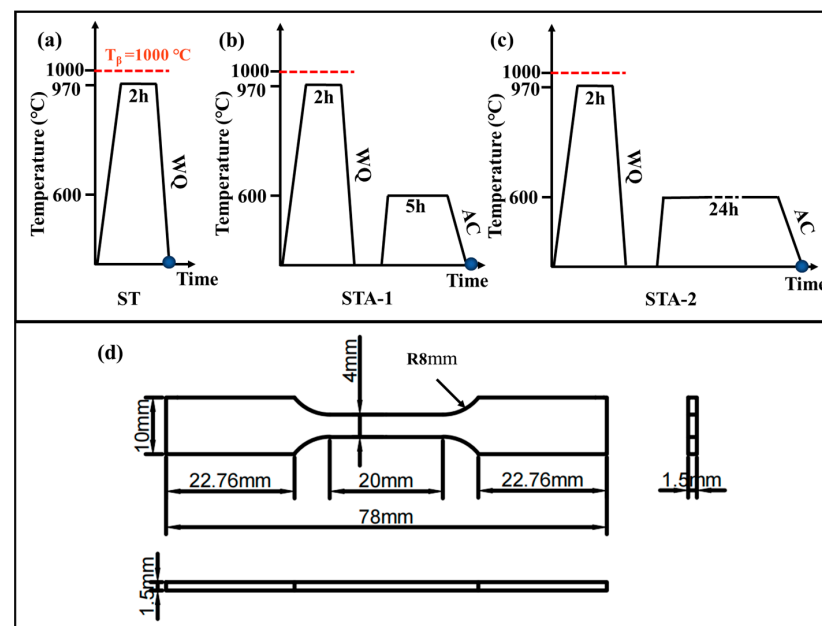 (a)
Tᵦ =1000 °C
1000
970
2h
WQ
600
Temperature (°C)
Time
ST
(b)
1000
970
2h
WQ
600
5h
AC
Temperature (°C)
Time
STA-1
(c)
1000
970
2h
WQ
600
24h
AC
Temperature (°C)
Time
STA-2
(d)
R8mm
4mm
10mm
22.76mm
20mm
22.76mm
1.5mm
78mm
1.5mm